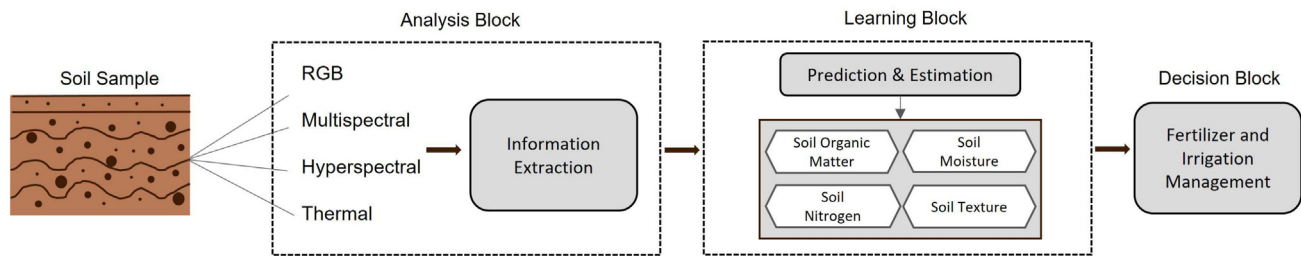 Soil Sample
Analysis Block
RGB
Multispectral
Hyperspectral
Thermal
Information
Extraction
Learning Block
Prediction & Estimation
Soil Organic
Matter
Soil
Moisture
Soil
Nitrogen
Soil Texture
Decision Block
Fertilizer and
Irrigation
Management